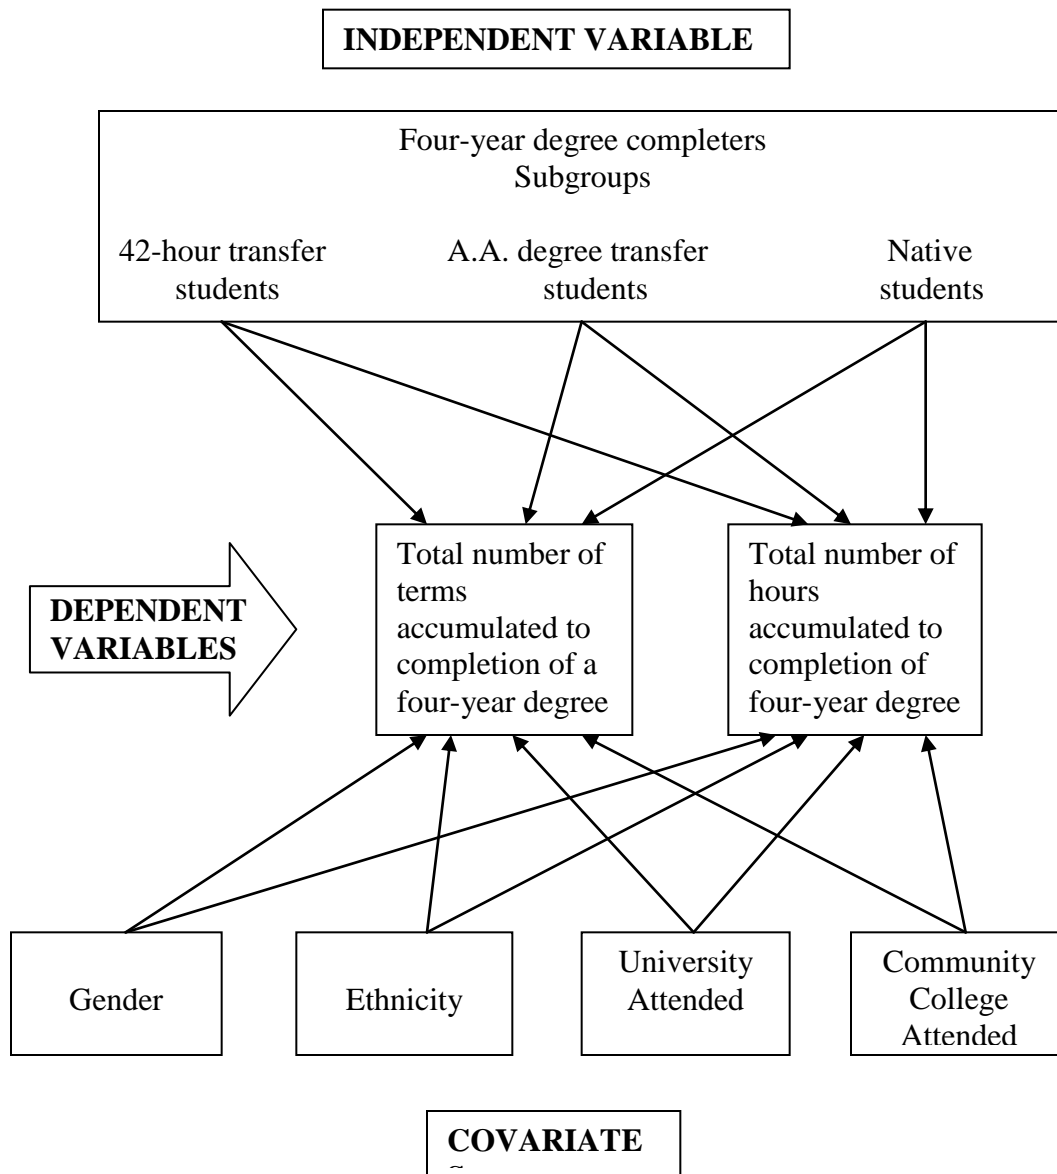 INDEPENDENT VARIABLE
Four-year degree completers
Subgroups
42-hour transfer
students
A.A. degree transfer
students
Native
students
DEPENDENT
VARIABLES
Total number of
terms
accumulated to
completion of a
four-year degree
Total number of
hours
accumulated to
completion of
four-year degree
Gender
Ethnicity
University
Attended
Community
College
Attended
COVARIATE
S